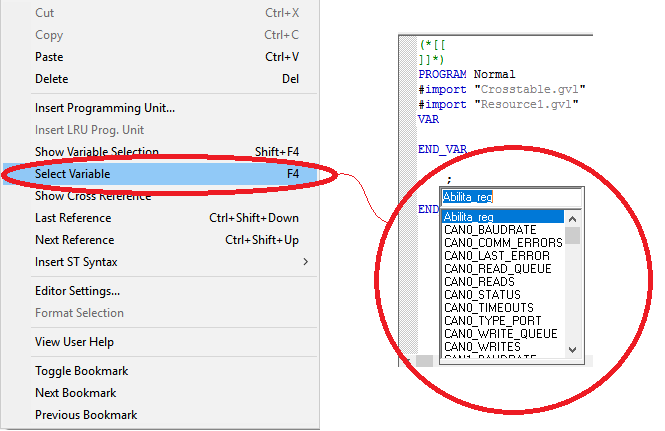 Cut Ctrl+X
Copy Ctrl+C
Paste Ctrl+V
Delete Del
Insert Programming Unit...
Insert LRU Prog. Unit
Show Variable Selection Shift+F4
Select Variable F4
Show Cross Reference
Last Reference Ctrl+Shift+Down
Next Reference Ctrl+Shift+Up
Insert ST Syntax
Editor Settings...
Format Selection
View User Help
Toggle Bookmark
Next Bookmark
Previous Bookmark
(*[[
]]*)
PROGRAM Normal
#import "Crosstable.gvl"
#import "Resource1.gvl"
VAR
END_VAR
;
END
Abilita_reg
Abilita_reg
CAN0_BAUDRATE
CAN0_COMM_ERRORS
CAN0_LAST_ERROR
CAN0_READ_QUEUE
CAN0_READS
CAN0_STATUS
CAN0_TIMEOUTS
CAN0_TYPE_PORT
CAN0_WRITE_QUEUE
CAN0_WRITES
CAN1_BAUDRATE